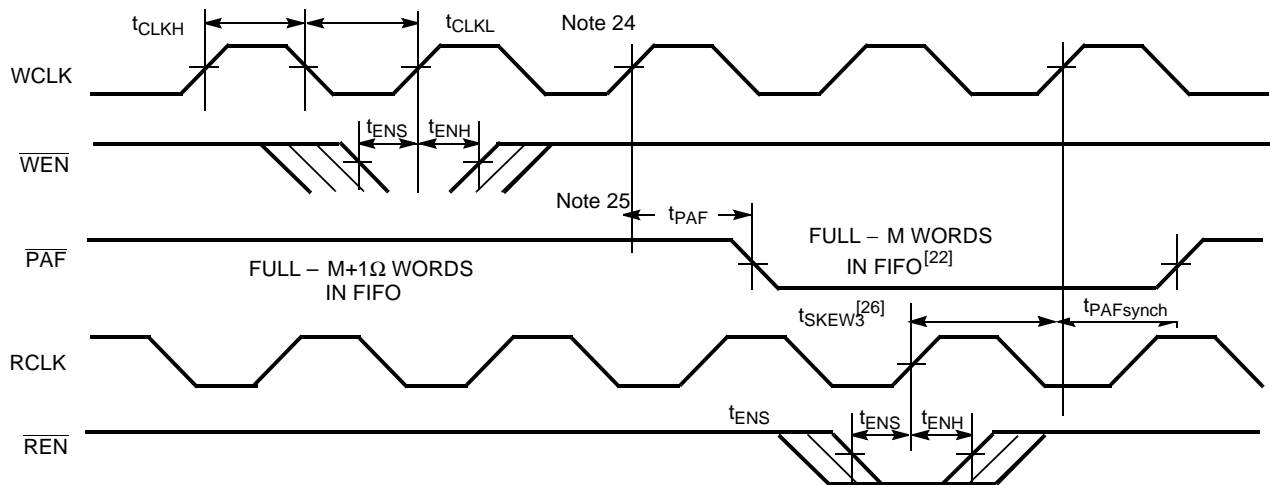 tCLKH
tCLKL
Note 24
WCLK
tENS
tENH
WEN
Note 25
tPAF
PAF
FULL – M+1Ω WORDS
IN FIFO
FULL – M WORDS
IN FIFO[22]
tSKEW3[26]
tPAFsynch
RCLK
tENS
tENS
tENH
REN